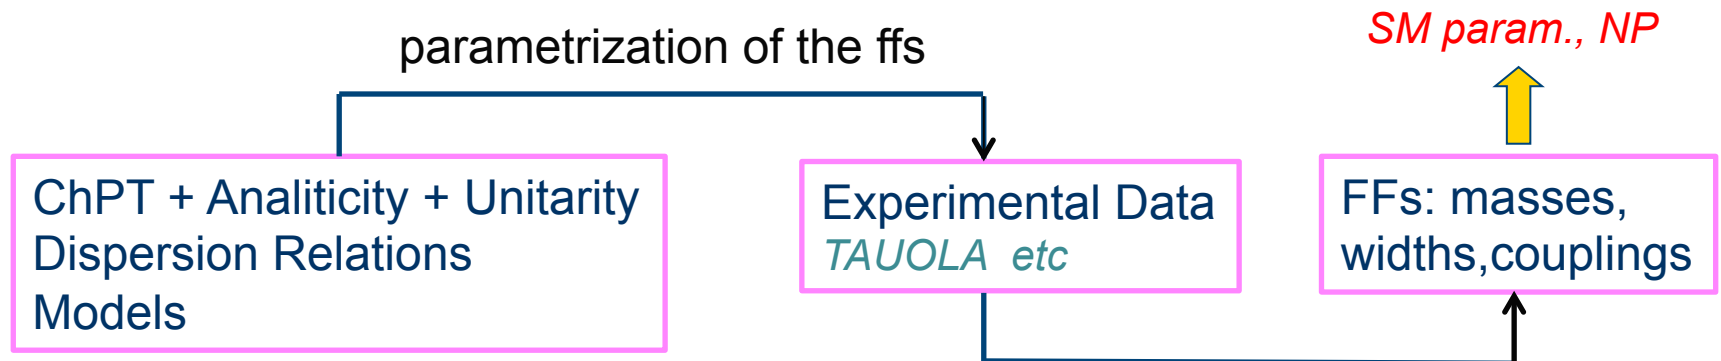 parametrization of the ffs
SM param., NP
ChPT + Analiticity + Unitarity
Dispersion Relations
Models
Experimental Data
TAUOLA etc
FFs: masses,
widths,couplings